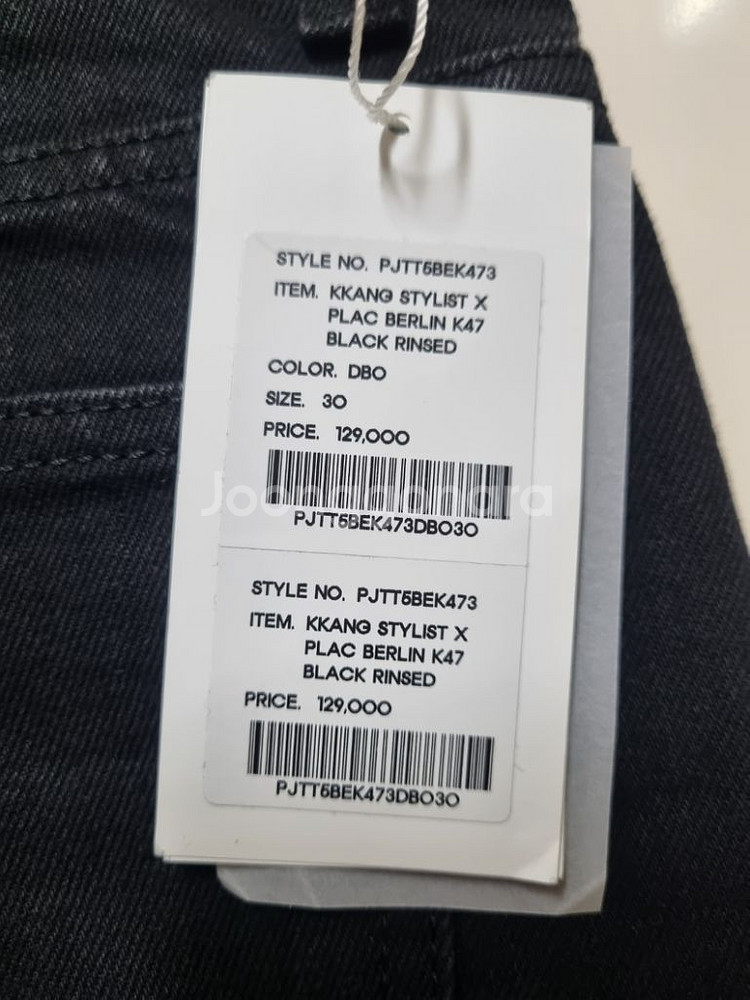 STYLE NO. PJTT5BEK473
ITEM. KKANG STYLIST X
PLAC BERLIN K47
BLACK RINSED
COLOR. DBO
SIZE. 30
PRICE. 129,000
Joonggonara
PJTT5BEK473DBO30
STYLE NO. PJTT5BEK473
ITEM. KKANG STYLIST X
PLAC BERLIN K47
BLACK RINSED
PRICE. 129,000
PJTT5BEK473DBO30